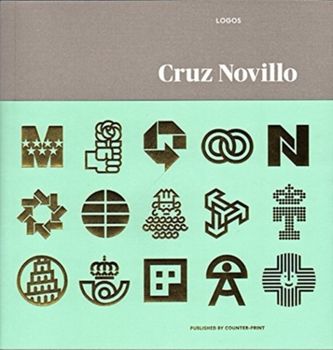 LOGOS
Cruz Novillo
M
N
T
PUBLISHED BY COUNTER-PRINT